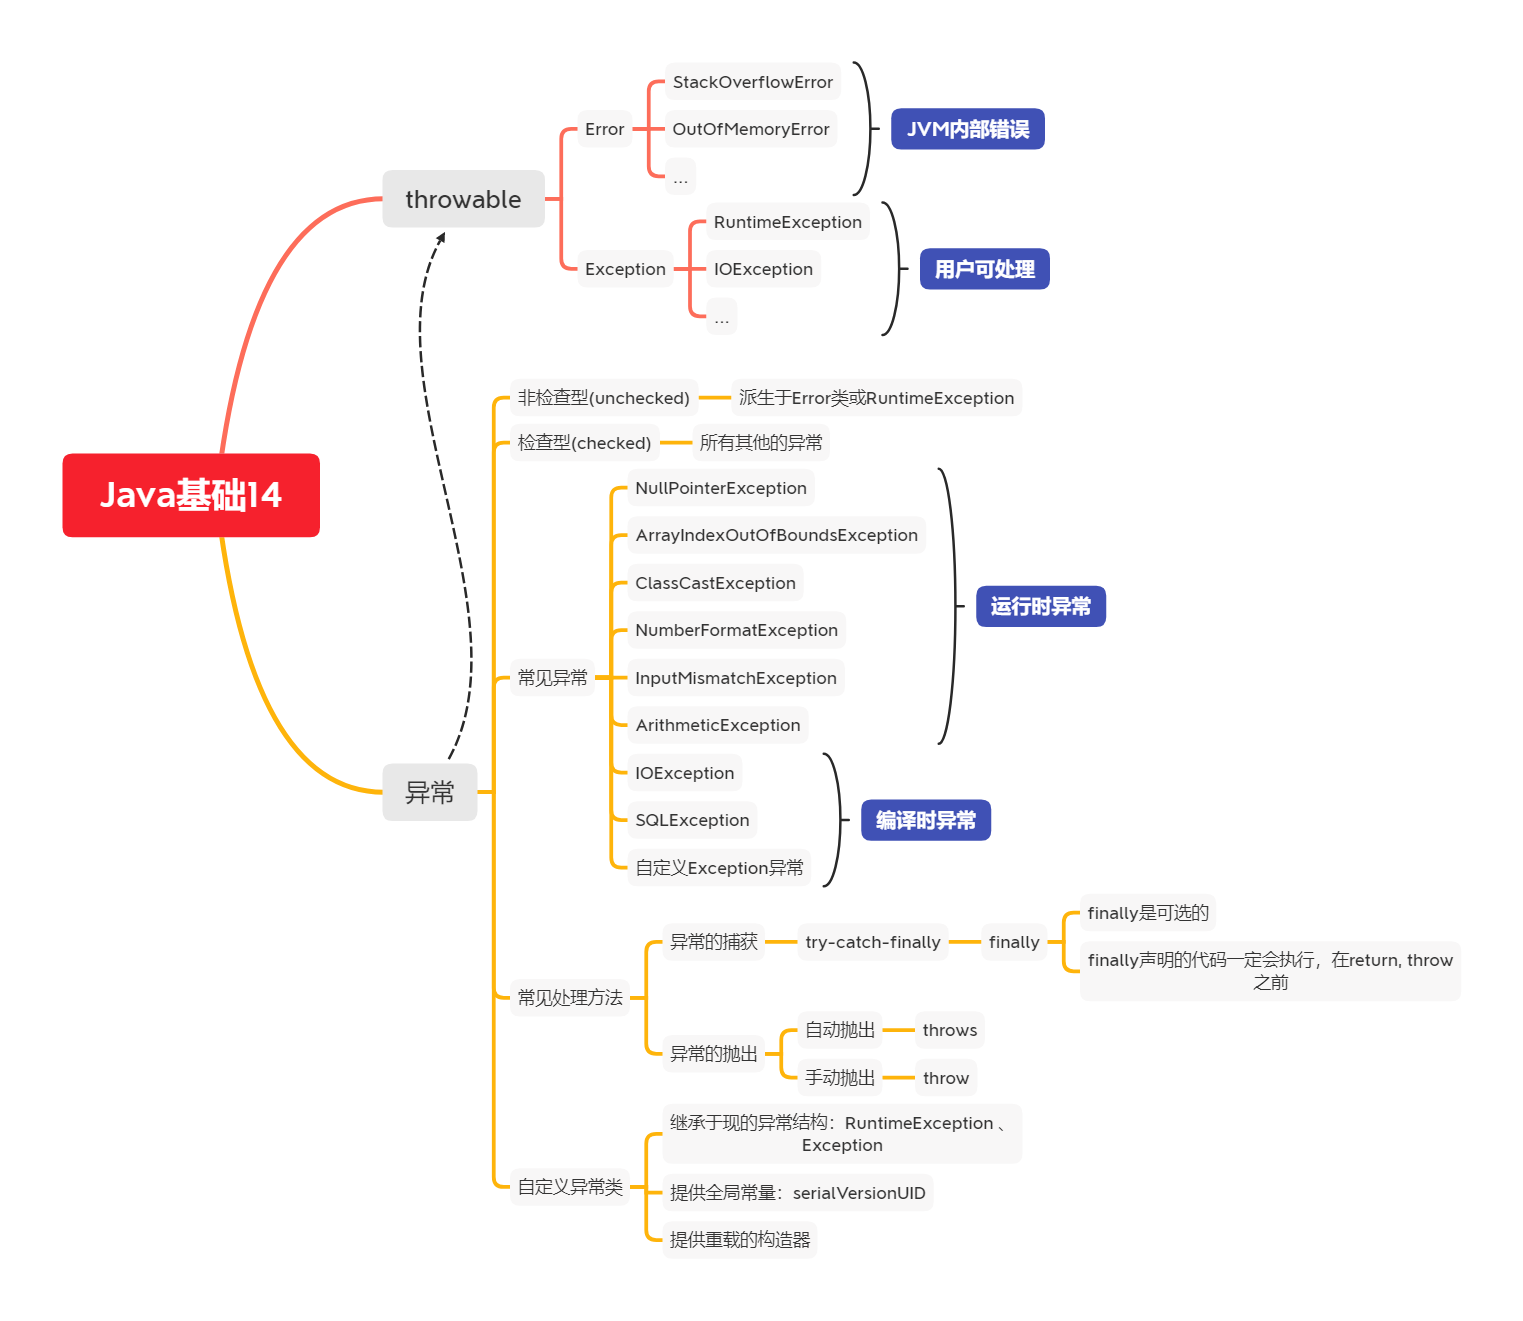 Java基础14
throwable
Error
StackOverflowError
OutOfMemoryError
...
JVM内部错误
Exception
RuntimeException
IOException
...
用户可处理
异常
非检查型(unchecked)
派生于Error类或RuntimeException
检查型(checked)
所有其他的异常
常见异常
NullPointerException
ArrayIndexOutOfBoundsException
ClassCastException
NumberFormatException
InputMismatchException
ArithmeticException
运行时异常
IOException
SQLException
自定义Exception异常
编译时异常
常见处理方法
异常的捕获
try-catch-finally
finally
finally是可选的
finally声明的代码一定会执行，在return, throw
之前
异常的抛出
自动抛出
throws
手动抛出
throw
自定义异常类
继承于现的异常结构：RuntimeException 、
Exception
提供全局常量：serialVersionUID
提供重载的构造器